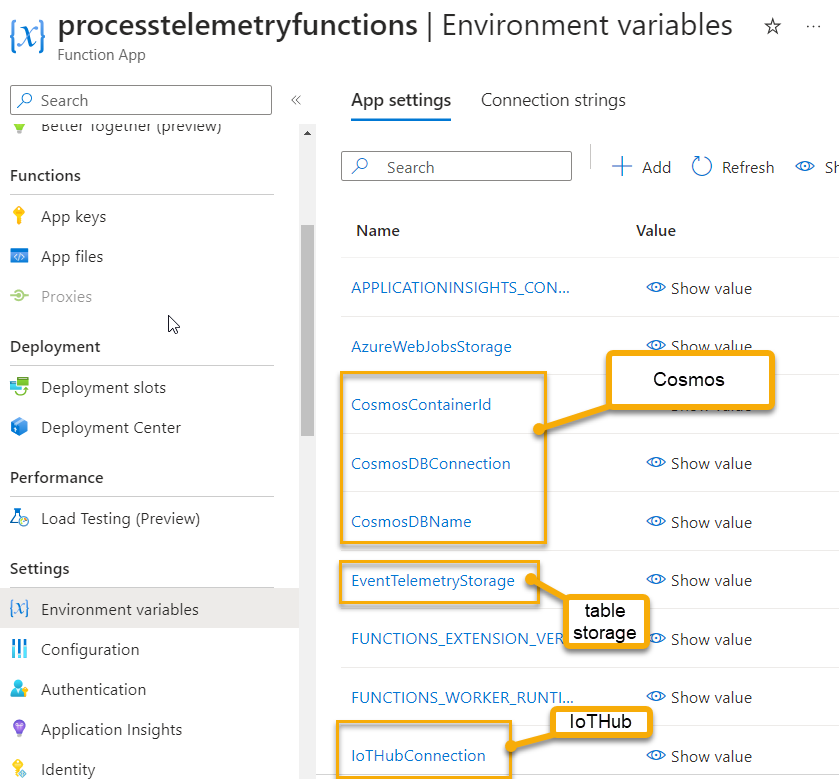 processtelemetryfunctions | Environment variables
Function App
Search
Better Together (preview)
Functions
App keys
App files
Proxies
Deployment
Deployment slots
Deployment Center
Performance
Load Testing (Preview)
Settings
Environment variables
Configuration
Authentication
Application Insights
Identity
App settings Connection strings
Search
Add Refresh Sh
Name Value
APPLICATIONINSIGHTS_CON... Show value
AzureWebJobsStorage Show value
Cosmos
CosmosContainerId Show value
CosmosDBConnection Show value
CosmosDBName Show value
EventTelemetryStorage Show value
table
storage
FUNCTIONS_EXTENSION_VER Show value
FUNCTIONS_WORKER_RUNTI... Show value
IoTHub
IoTHubConnection Show value